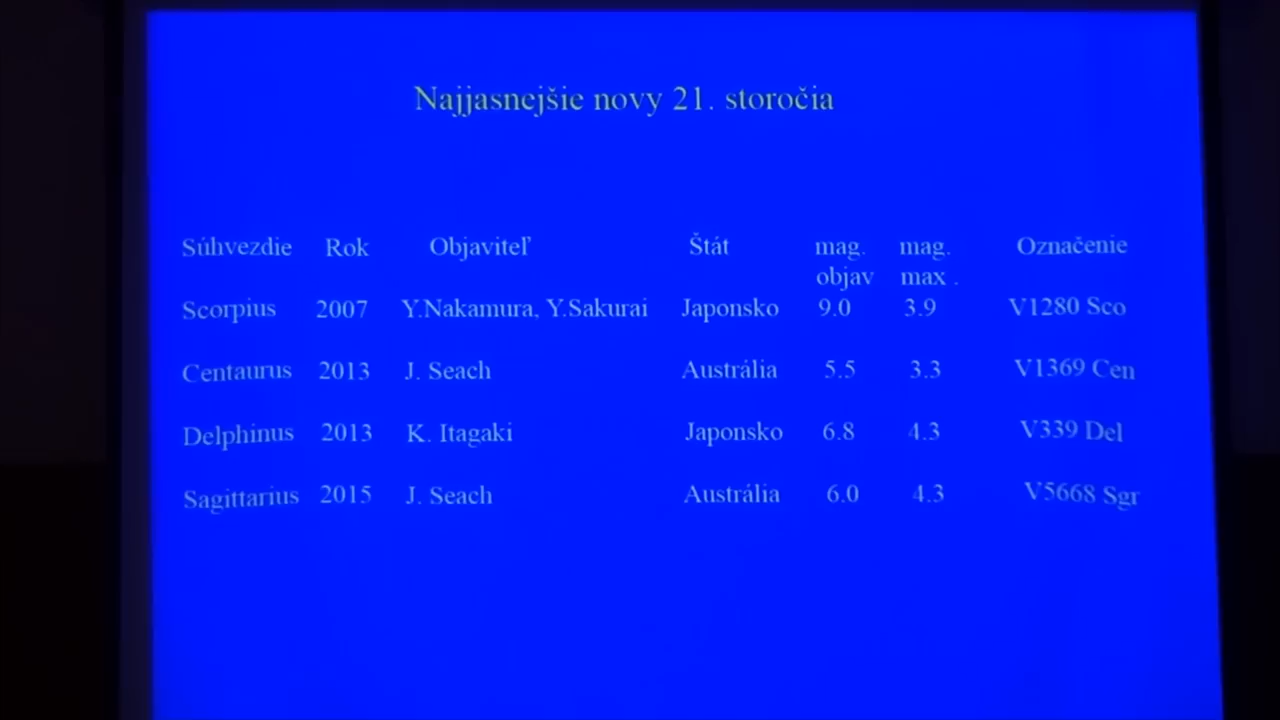 Najjasnejšie novy 21. storočia
Súhvezdie Rok Objaviteľ Štát mag. mag. Označenie
objav max .
Scorpius 2007 Y.Nakamura, Y.Sakurai Japonsko 9.0 3.9 V1280 Sco
Centaurus 2013 J. Seach Austrália 5.5 3.3 V1369 Cen
Delphinus 2013 K. Itagaki Japonsko 6.8 4.3 V339 Del
Sagittarius 2015 J. Seach Austrália 6.0 4.3 V5668 Sgr